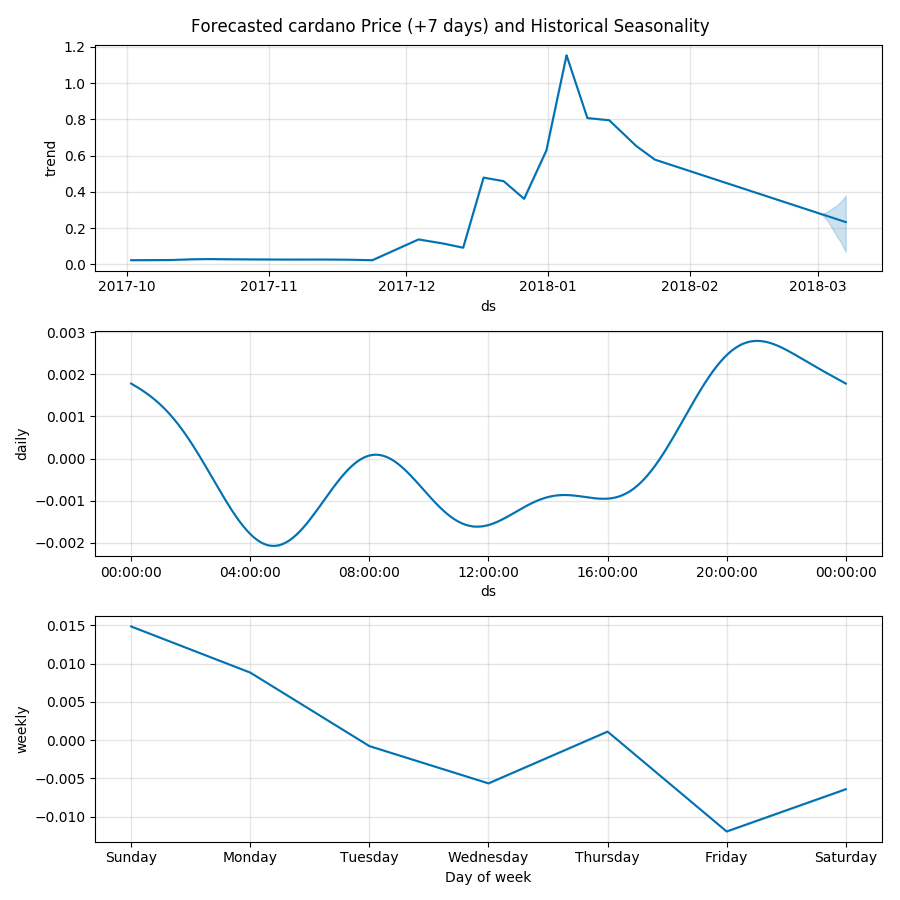 Forecasted cardano Price (+7 days) and Historical Seasonality
1.2
1.0
0.8
0.6
0.4
0.2
0.0
trend
2017-10 2017-11 2017-12 2018-01 2018-02 2018-03
ds
0.003
0.002
0.001
0.000
−0.001
−0.002
daily
00:00:00 04:00:00 08:00:00 12:00:00 16:00:00 20:00:00 00:00:00
ds
0.015
0.010
0.005
0.000
−0.005
−0.010
weekly
Sunday Monday Tuesday Wednesday Thursday Friday Saturday
Day of week